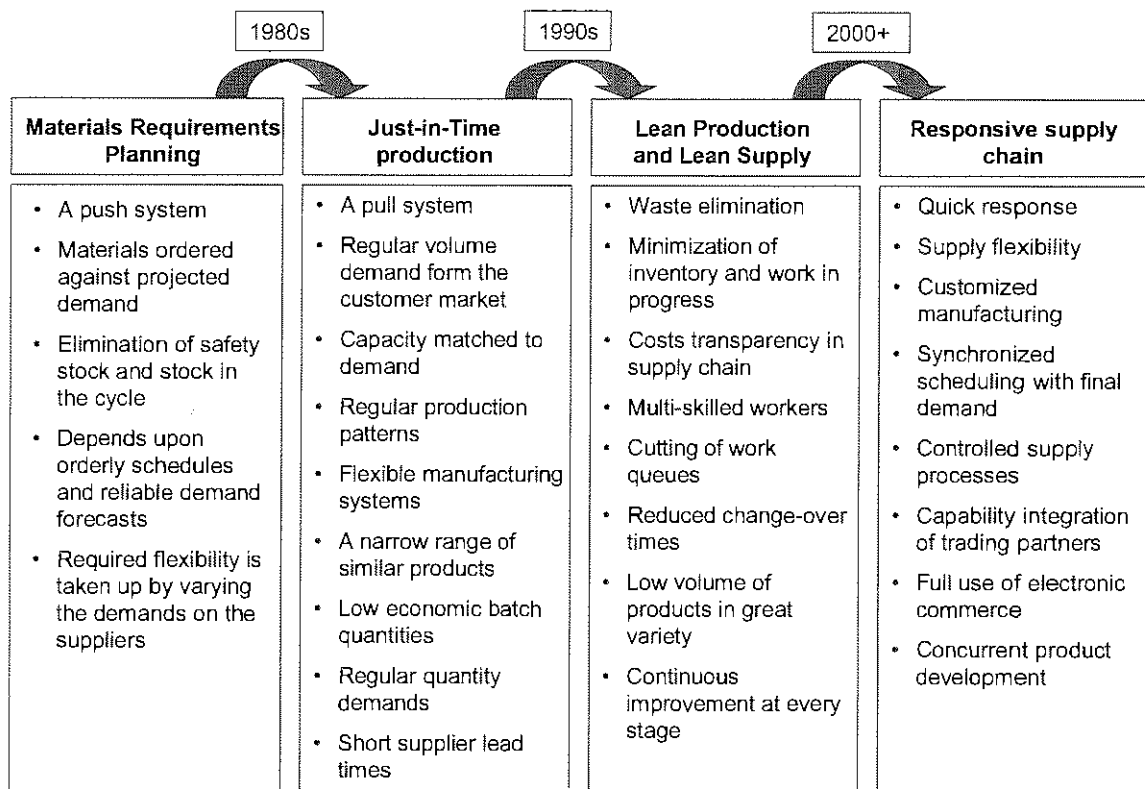 1980s
1990s
2000+
Materials Requirements
Planning
• A push system
• Materials ordered
against projected
demand
• Elimination of safety
stock and stock in
the cycle
• Depends upon
orderly schedules
and reliable demand
forecasts
• Required flexibility is
taken up by varying
the demands on the
suppliers
Just-in-Time
production
• A pull system
• Regular volume
demand form the
customer market
• Capacity matched to
demand
• Regular production
patterns
• Flexible manufacturing
systems
• A narrow range of
similar products
• Low economic batch
quantities
• Regular quantity
demands
• Short supplier lead
times
Lean Production
and Lean Supply
• Waste elimination
• Minimization of
inventory and work in
progress
• Costs transparency in
supply chain
• Multi-skilled workers
• Cutting of work
queues
• Reduced change-over
times
• Low volume of
products in great
variety
• Continuous
improvement at every
stage
Responsive supply
chain
• Quick response
• Supply flexibility
• Customized
manufacturing
• Synchronized
scheduling with final
demand
• Controlled supply
processes
• Capability integration
of trading partners
• Full use of electronic
commerce
• Concurrent product
development